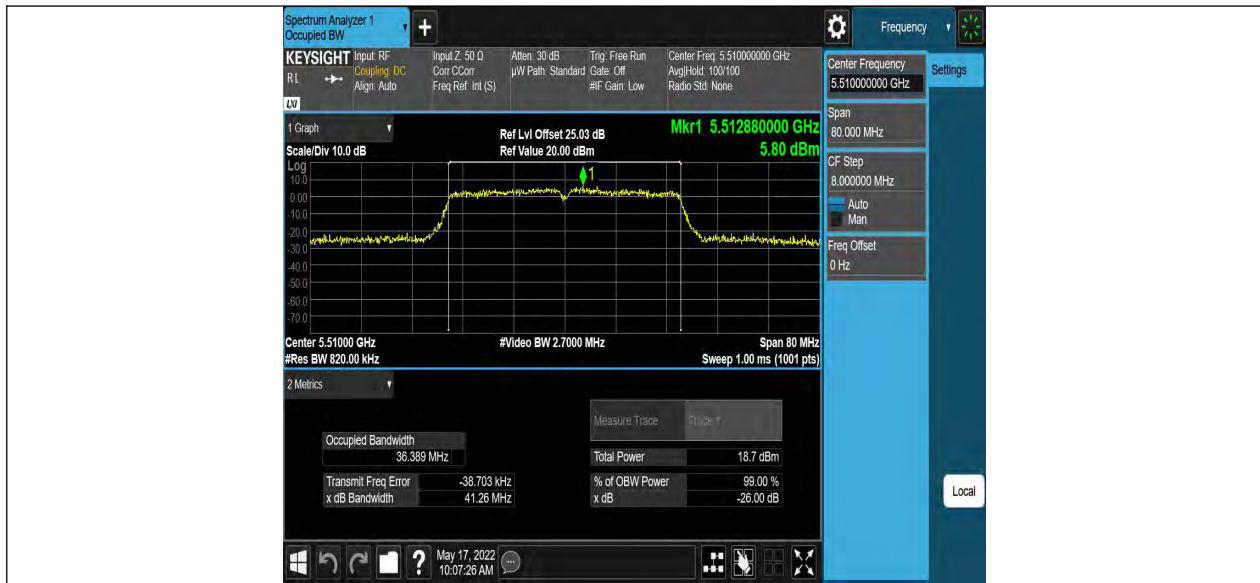 Spectrum Analyzer 1
Occupied BW
+
Frequency
KEYSIGHT
RL
LXI
Input: RF
Coupling: DC
Align: Auto
Input Z: 50 Ω
Corr CCorr
Freq Ref: Int (S)
Atten: 30 dB
µW Path: Standard
Trig: Free Run
Gate: Off
#IF Gain: Low
Center Freq: 5.510000000 GHz
Avg|Hold: 100/100
Radio Std: None
Center Frequency
5.510000000 GHz
Settings
Span
80.000 MHz
CF Step
8.000000 MHz
Auto
Man
Freq Offset
0 Hz
Local
1 Graph
Scale/Div 10.0 dB
Ref Lvl Offset 25.03 dB
Ref Value 20.00 dBm
Mkr1 5.512880000 GHz
5.80 dBm
Log
10.0
0.00
-10.0
-20.0
-30.0
-40.0
-50.0
-60.0
-70.0
1
Center 5.51000 GHz
#Video BW 2.7000 MHz
Span 80 MHz
#Res BW 820.00 kHz
Sweep 1.00 ms (1001 pts)
2 Metrics
Measure Trace Trace 1
Occupied Bandwidth
36.389 MHz
Total Power 18.7 dBm
Transmit Freq Error -38.703 kHz
% of OBW Power 99.00 %
x dB Bandwidth 41.26 MHz
x dB -26.00 dB
?
May 17, 2022
10:07:26 AM